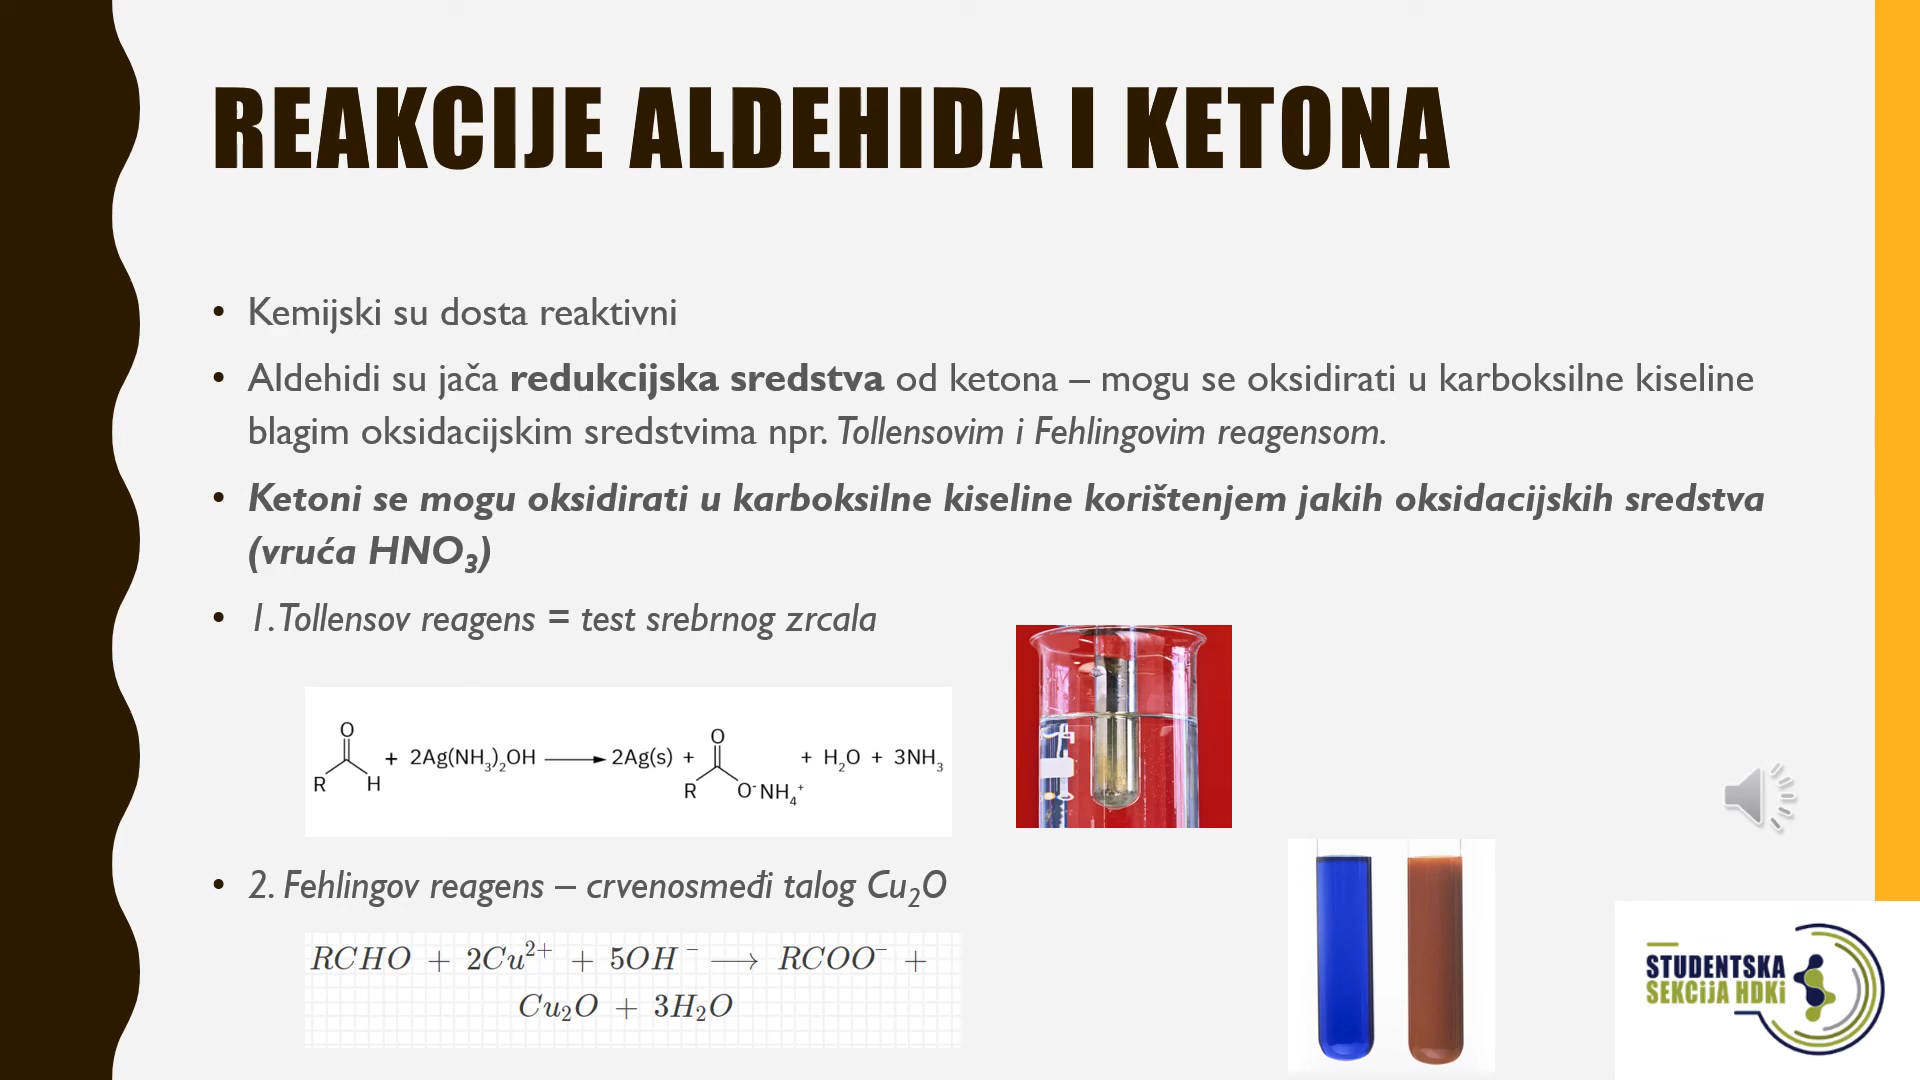 REAKCIJE ALDEHIDA I KETONA
• Kemijski su dosta reaktivni
• Aldehidi su jača redukcijska sredstva od ketona – mogu se oksidirati u karboksilne kiseline
blagim oksidacijskim sredstvima npr. Tollensovim i Fehlingovim reagensom.
• Ketoni se mogu oksidirati u karboksilne kiseline korištenjem jakih oksidacijskih sredstva
(vruća HNO₃)
• 1. Tollensov reagens = test srebrnog zrcala
O
R H + 2Ag(NH₃)₂OH ⟶ 2Ag(s) + O
R O⁻NH₄⁺ + H₂O + 3NH₃
• 2. Fehlingov reagens – crvenosmeđi talog Cu₂O
RCHO + 2Cu²⁺ + 5OH⁻ ⟶ RCOO⁻ +
Cu₂O + 3H₂O
STUDENTSKA
SEKCiJA HDKi